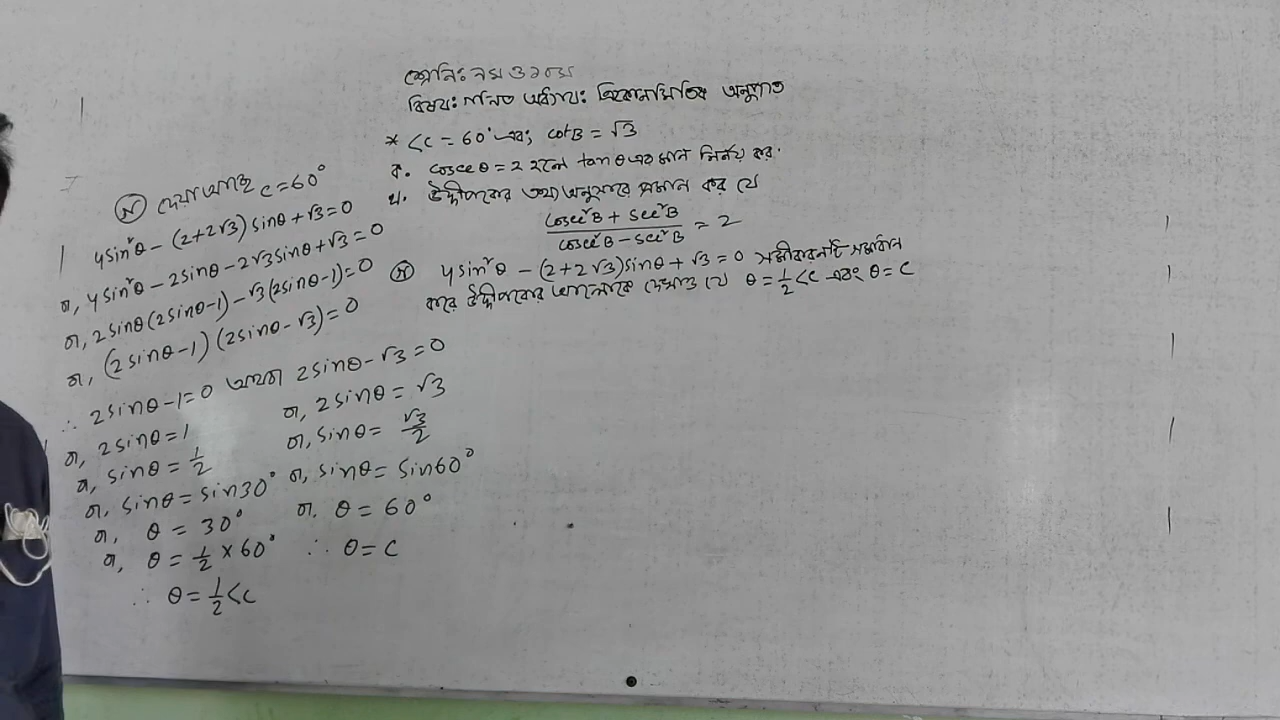 শ্রেনিঃ নবম ও দশম
বিষয়ঃ গনিত অধ্যায়ঃ ত্রিকোনমিতিক অনুপাত
* <C = 60° এবং cotB = √3
ক. cosecθ = 2 হলে tanθ এর মান নির্নয় কর.
খ. উদ্দীপকের তথ্য অনুসারে প্রমান কর যে
(cosec²B + sec²B)/(cosec²B − sec²B) = 2
গ) 4sin²θ − (2+2√3)sinθ + √3 = 0 সমীকরনটি সমাধান
করে উদ্দীপকের আলোকে দেখাও যে θ = 1/2 <C এবং θ = C
গ) দেয়া আছে C = 60°
4sin²θ − (2+2√3)sinθ + √3 = 0
বা, 4sin²θ − 2sinθ − 2√3sinθ + √3 = 0
বা, 2sinθ(2sinθ−1) − √3(2sinθ−1) = 0
বা, (2sinθ−1)(2sinθ−√3) = 0
∴ 2sinθ−1 = 0 অথবা 2sinθ−√3 = 0
বা, 2sinθ = 1 বা, 2sinθ = √3
বা, sinθ = 1/2 বা, sinθ = √3/2
বা, sinθ = sin30° বা, sinθ = sin60°
বা, θ = 30° বা. θ = 60°
বা, θ = 1/2 × 60° ∴ θ = C
∴ θ = 1/2 <C